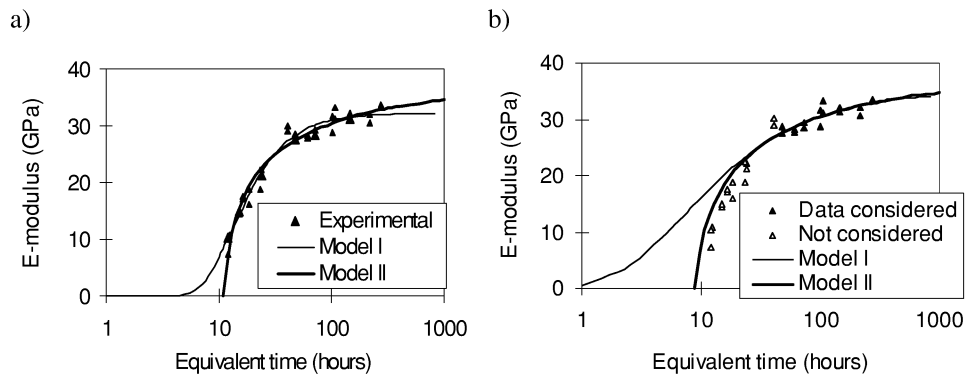 a)
E-modulus (GPa)
40
30
20
10
0
Experimental
Model I
Model II
1
10
100
1000
Equivalent time (hours)
b)
E-modulus (GPa)
40
30
20
10
0
Data considered
Not considered
Model I
Model II
1
10
100
1000
Equivalent time (hours)